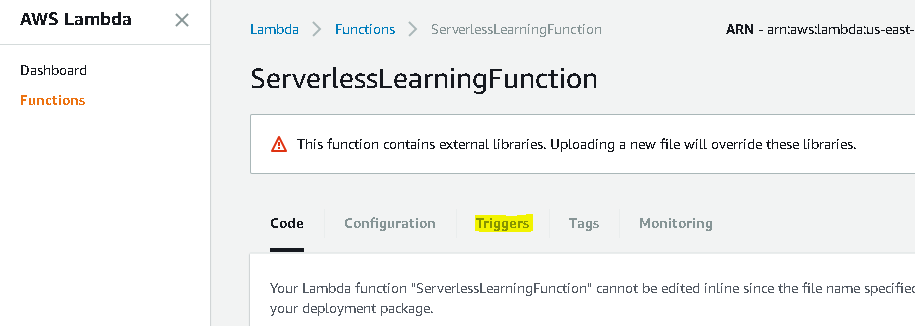 AWS Lambda
Lambda > Functions > ServerlessLearningFunction
ARN - arn:aws:lambda:us-east-
Dashboard
Functions
ServerlessLearningFunction
This function contains external libraries. Uploading a new file will override these libraries.
Code
Configuration
Triggers
Tags
Monitoring
Your Lambda function "ServerlessLearningFunction" cannot be edited inline since the file name specified
your deployment package.